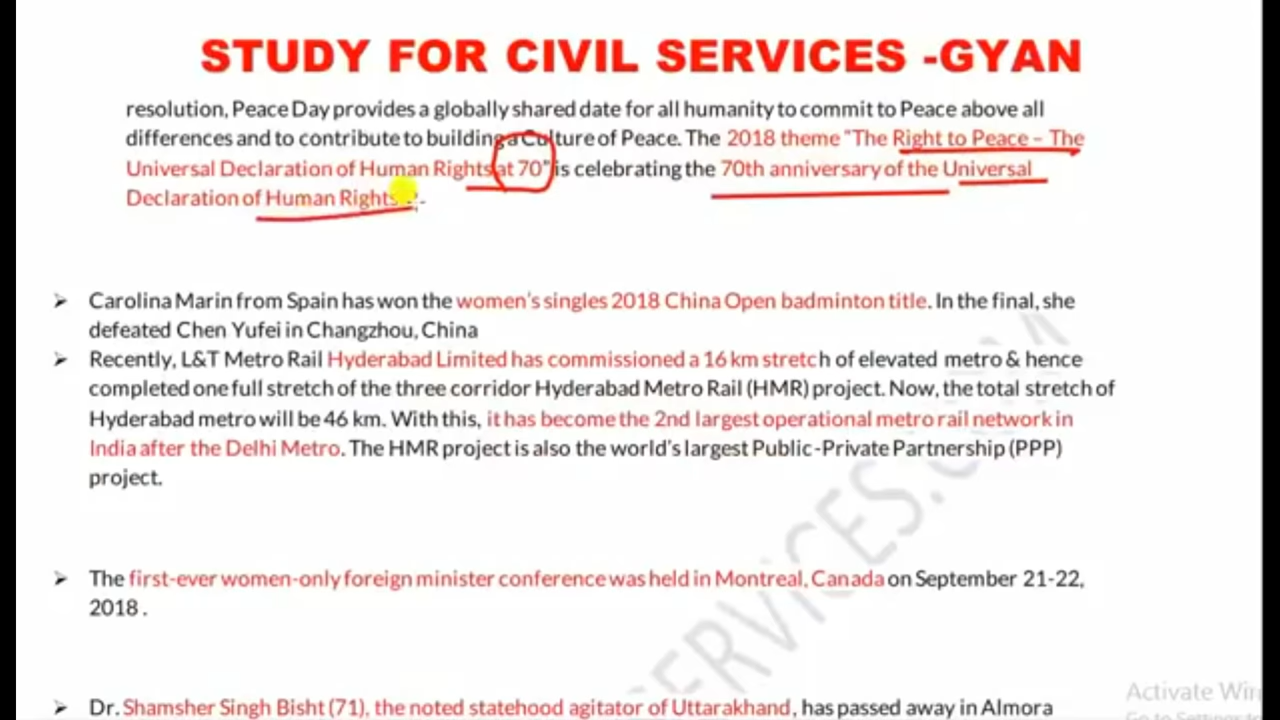 STUDY FOR CIVIL SERVICES -GYAN
resolution, Peace Day provides a globally shared date for all humanity to commit to Peace above all
differences and to contribute to building a Culture of Peace. The 2018 theme "The Right to Peace – The
Universal Declaration of Human Rights at 70" is celebrating the 70th anniversary of the Universal
Declaration of Human Rights
➤ Carolina Marin from Spain has won the women's singles 2018 China Open badminton title. In the final, she
defeated Chen Yufei in Changzhou, China
➤ Recently, L&T Metro Rail Hyderabad Limited has commissioned a 16 km stretch of elevated metro & hence
completed one full stretch of the three corridor Hyderabad Metro Rail (HMR) project. Now, the total stretch of
Hyderabad metro will be 46 km. With this, it has become the 2nd largest operational metro rail network in
India after the Delhi Metro. The HMR project is also the world's largest Public-Private Partnership (PPP)
project.
➤ The first-ever women-only foreign minister conference was held in Montreal, Canada on September 21-22,
2018.
➤ Dr. Shamsher Singh Bisht (71), the noted statehood agitator of Uttarakhand, has passed away in Almora
SERVICES.COM
Activate Win